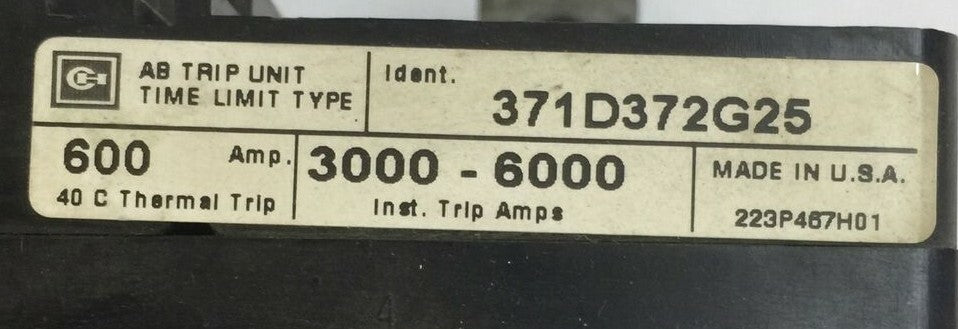 AB TRIP UNIT
TIME LIMIT TYPE
Ident.
371D372G25
600 Amp.
40 C Thermal Trip
3000 - 6000
Inst. Trip Amps
MADE IN U.S.A.
223P467H01